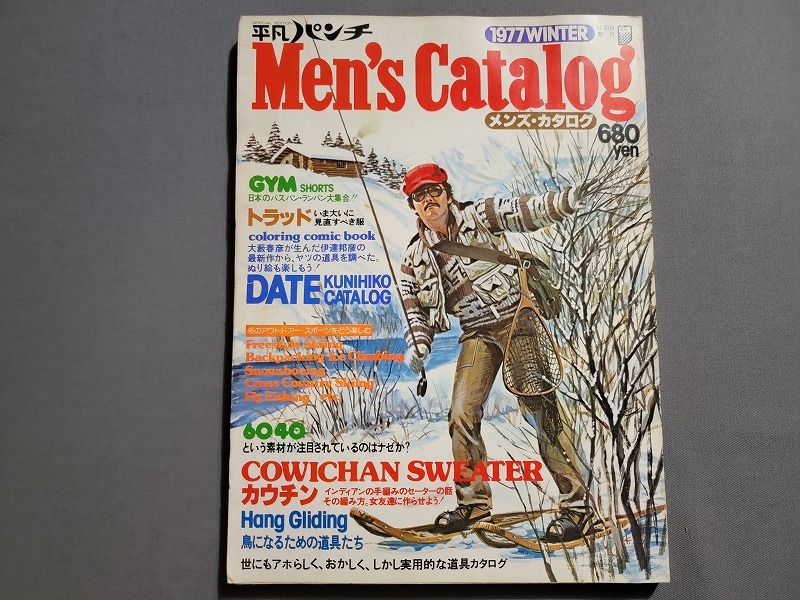 SPECIAL EDITION
平凡パンチ
1977 WINTER
Men's Catalog
メンズ・カタログ
680
yen
GYM SHORTS
日本のバスパン・ランパン大集合!!
トラッド いま大いに
見直すべき服
coloring comic book
大藪春彦が生んだ伊達邦彦の
最新作から、ヤツの道具を調べた。
ぬり絵も楽しもう!
DATE KUNIHIKO
CATALOG
冬のアウトドアー・スポーツをどう楽しむ
Freestyle Skiing
Backpacking Ice Climbing
Snowshoeing
Cross Country Skiing
Fly Fishing etc.
6040
という素材が注目されているのはナゼか?
COWICHAN SWEATER
カウチン インディアンの手編みのセーターの話
その編み方。女友達に作らせよう!
Hang Gliding
鳥になるための道具たち
世にもアホらしく、おかしく、しかし実用的な道具カタログ